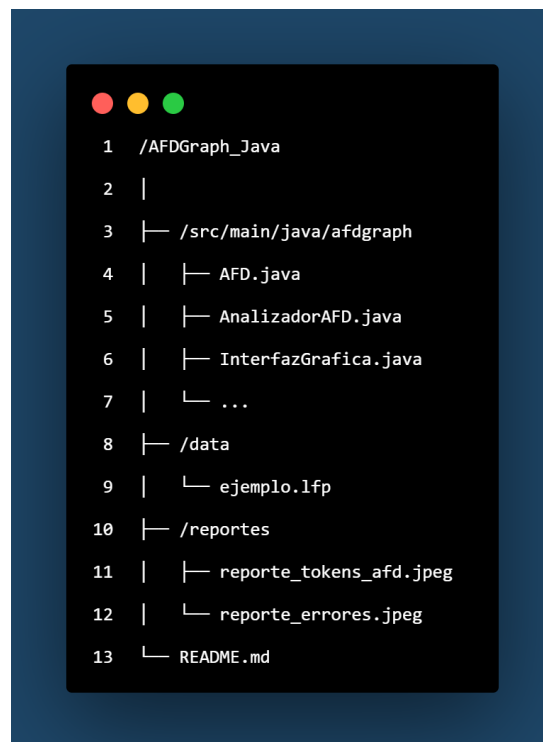 1 /AFDGraph_Java
2 │
3 ├── /src/main/java/afdgraph
4 │   ├── AFD.java
5 │   ├── AnalizadorAFD.java
6 │   ├── InterfazGrafica.java
7 │   └── ...
8 ├── /data
9 │   └── ejemplo.lfp
10 ├── /reportes
11 │   ├── reporte_tokens_afd.jpeg
12 │   └── reporte_errores.jpeg
13 └── README.md